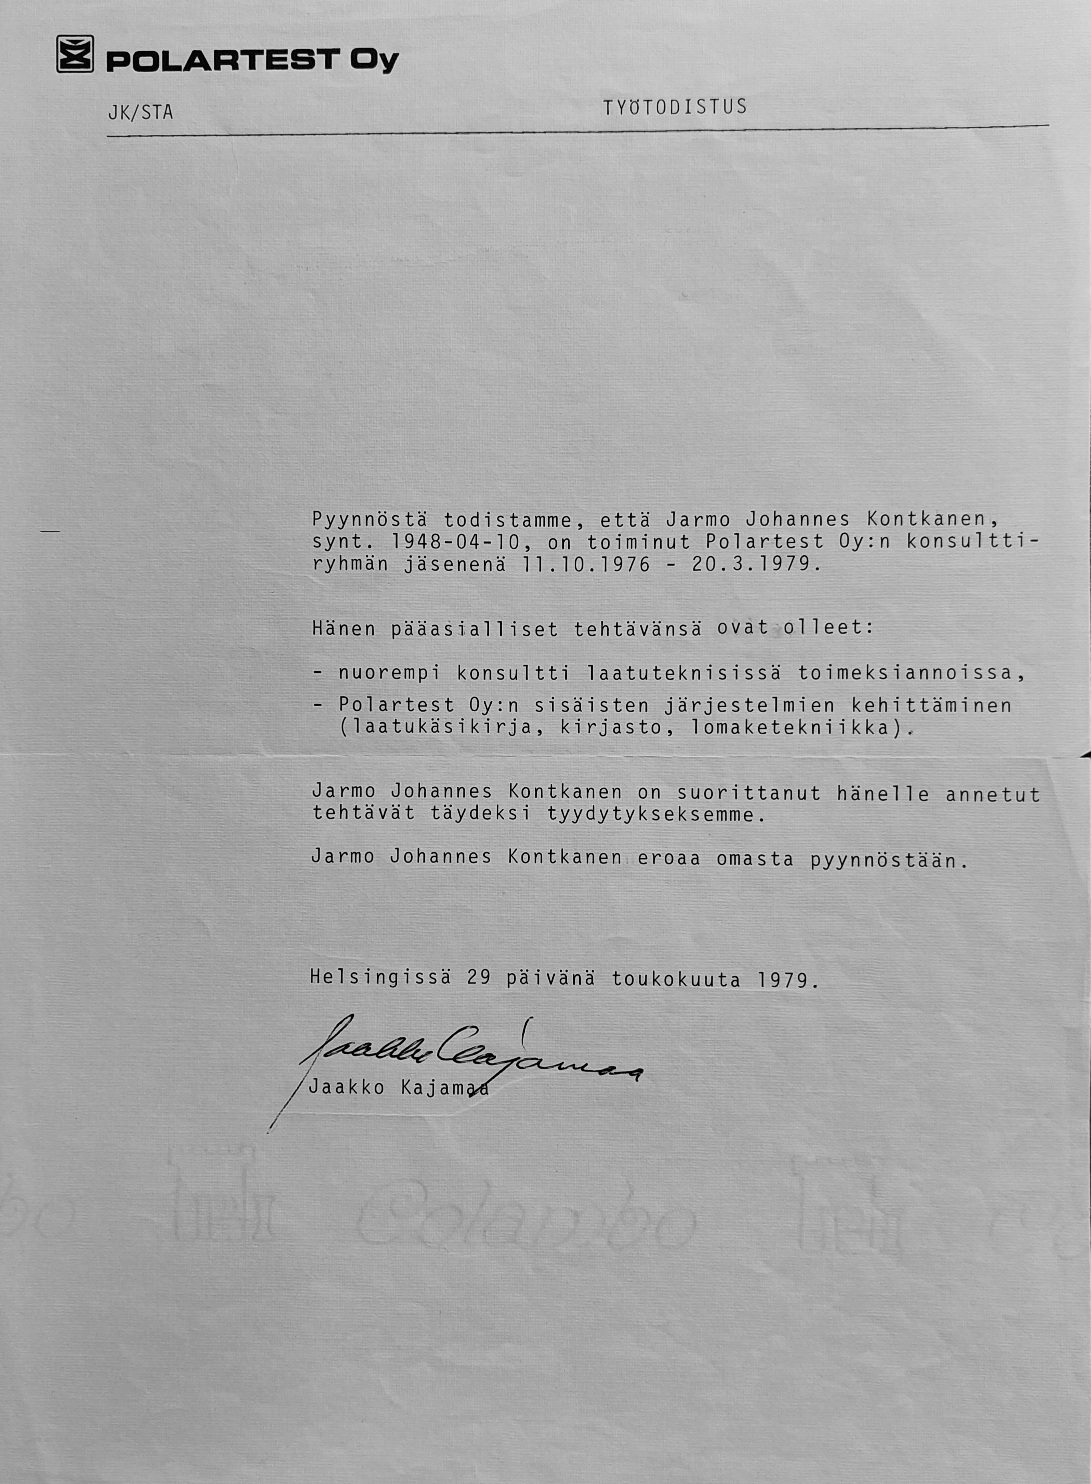 POLARTEST Oy
JK/STA TYÖTODISTUS
Pyynnöstä todistamme, että Jarmo Johannes Kontkanen,
synt. 1948-04-10, on toiminut Polartest Oy:n konsultti-
ryhmän jäsenenä 11.10.1976 - 20.3.1979.
Hänen pääasialliset tehtävänsä ovat olleet:
- nuorempi konsultti laatuteknisissä toimeksiannoissa,
- Polartest Oy:n sisäisten järjestelmien kehittäminen
(laatukäsikirja, kirjasto, lomaketekniikka).
Jarmo Johannes Kontkanen on suorittanut hänelle annetut
tehtävät täydeksi tyydytykseksemme.
Jarmo Johannes Kontkanen eroaa omasta pyynnöstään.
Helsingissä 29 päivänä toukokuuta 1979.
Jaakko Kajamaa
Jaakko Kajamaa
Colombo